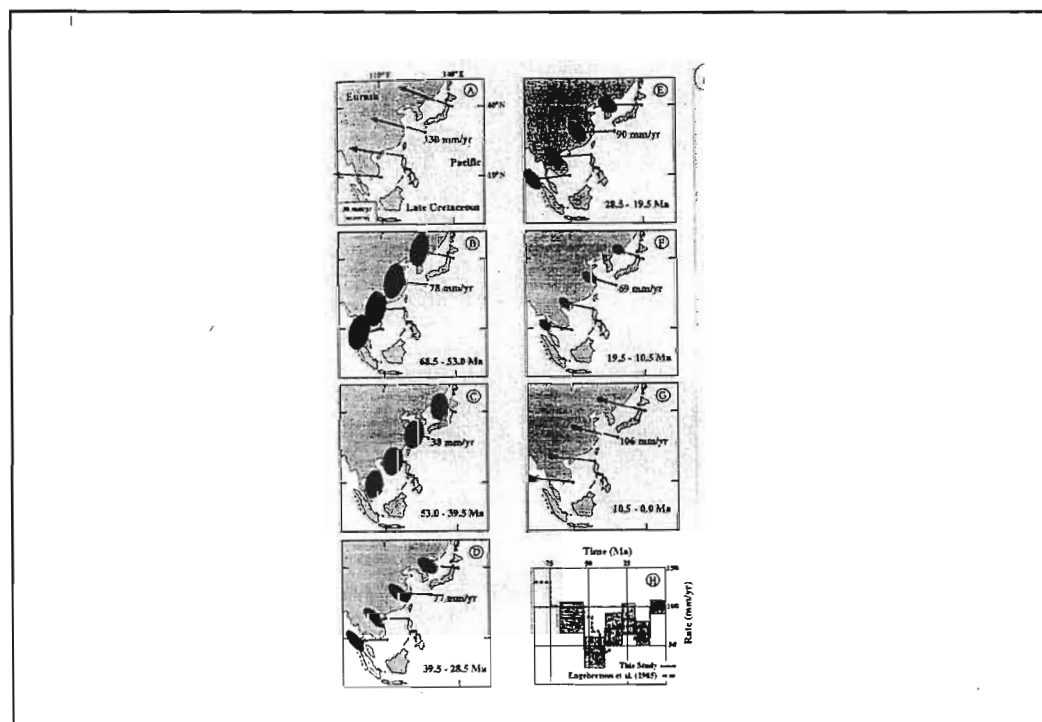 110°E 140°E
A
Eurasia
40°N
130 mm/yr
Pacific
10°N
Late Cretaceous
B
78 mm/yr
68.5 - 53.0 Ma
C
38 mm/yr
53.0 - 39.5 Ma
D
77 mm/yr
39.5 - 28.5 Ma
E
90 mm/yr
28.5 - 19.5 Ma
F
69 mm/yr
19.5 - 10.5 Ma
G
106 mm/yr
10.5 - 0.0 Ma
Time (Ma)
75 50 25
H
150
100
50
Rate (mm/yr)
This Study
Engebretson et al. (1985)